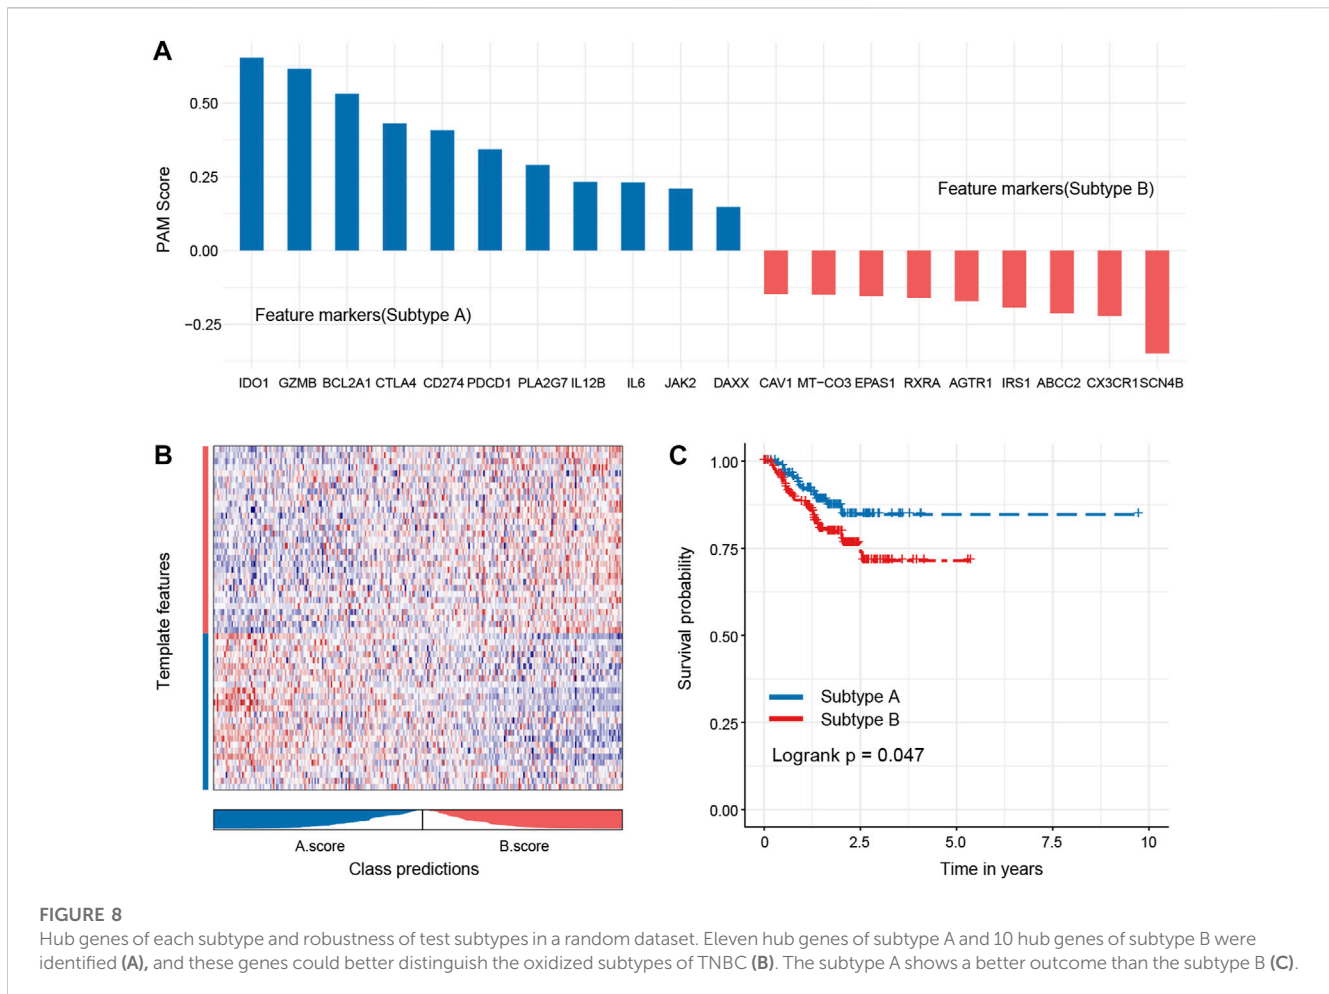 A
0.50
0.25
0.00
−0.25
PAM Score
Feature markers(Subtype B)
Feature markers(Subtype A)
IDO1 GZMB BCL2A1 CTLA4 CD274 PDCD1 PLA2G7 IL12B IL6 JAK2 DAXX CAV1 MT−CO3 EPAS1 RXRA AGTR1 IRS1 ABCC2 CX3CR1 SCN4B
B
Template features
A.score B.score
Class predictions
C
1.00
0.75
0.50
0.25
0.00
Survival probability
Subtype A
Subtype B
Logrank p = 0.047
0 2.5 5.0 7.5 10
Time in years
FIGURE 8
Hub genes of each subtype and robustness of test subtypes in a random dataset. Eleven hub genes of subtype A and 10 hub genes of subtype B were
identified (A), and these genes could better distinguish the oxidized subtypes of TNBC (B). The subtype A shows a better outcome than the subtype B (C).